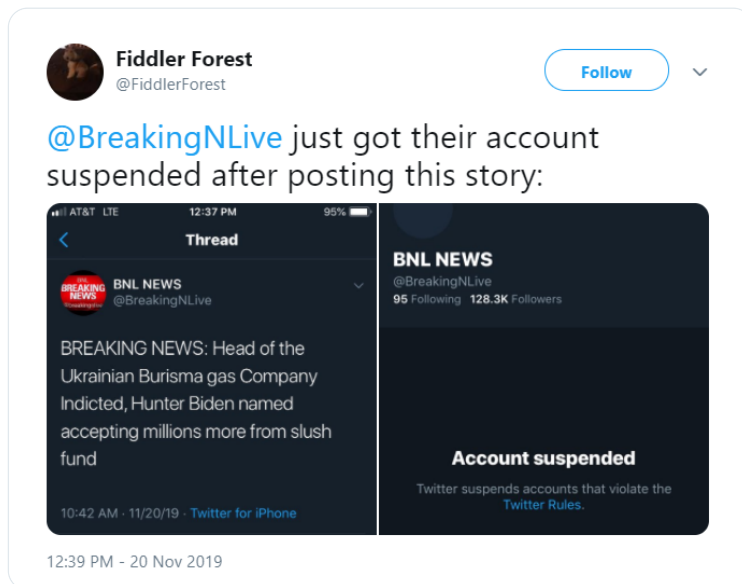 Fiddler Forest
@FiddlerForest
Follow
@BreakingNLive just got their account
suspended after posting this story:
AT&T LTE 12:37 PM 95%
Thread
BNL
BREAKING
NEWS
BNL NEWS
@BreakingNLive
BREAKING NEWS: Head of the
Ukrainian Burisma gas Company
Indicted, Hunter Biden named
accepting millions more from slush
fund
10:42 AM · 11/20/19 · Twitter for iPhone
BNL NEWS
@BreakingNLive
95 Following 128.3K Followers
Account suspended
Twitter suspends accounts that violate the
Twitter Rules.
12:39 PM - 20 Nov 2019